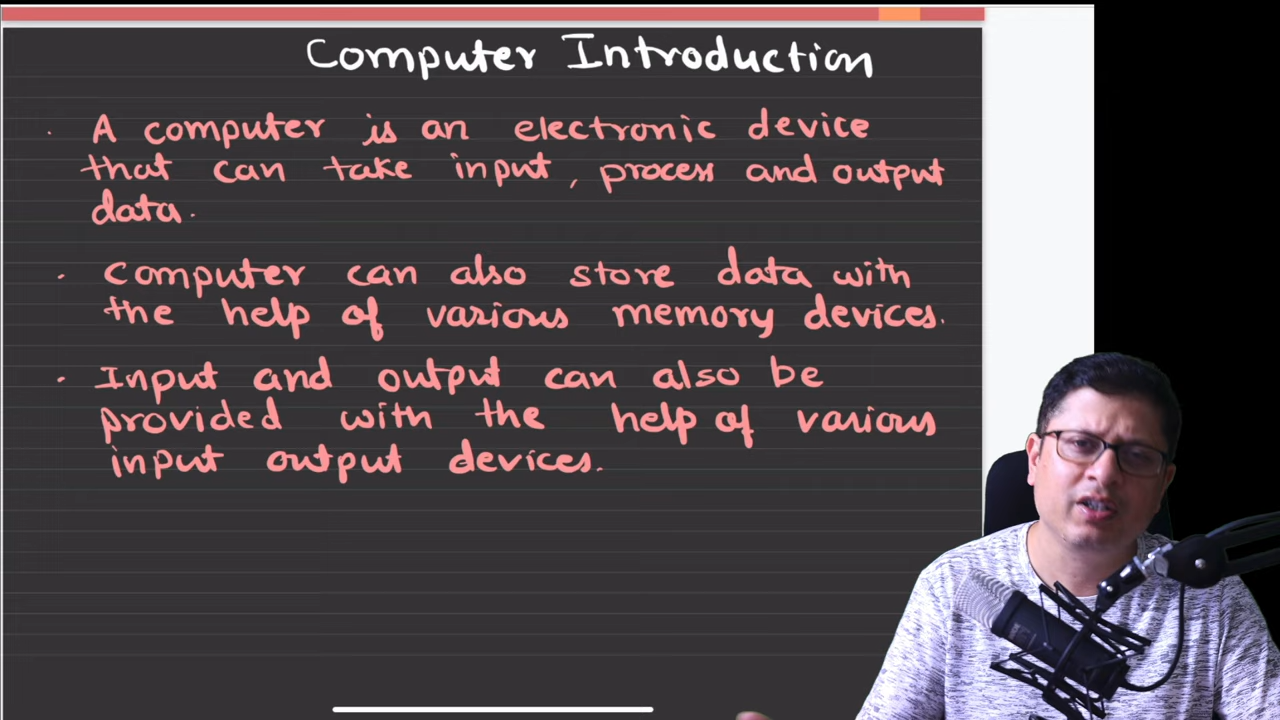 Computer Introduction
· A computer is an electronic device
that can take input, process and output
data.
· Computer can also store data with
the help of various memory devices.
· Input and output can also be
provided with the help of various
input output devices.